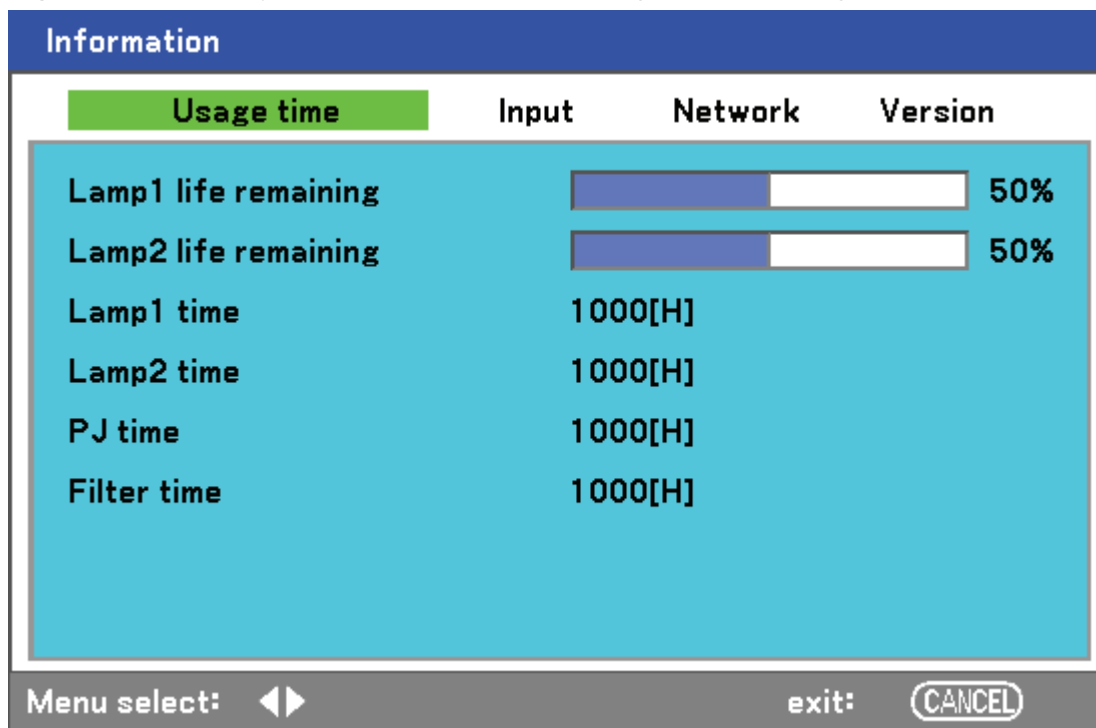 Information
Usage time Input Network Version
Lamp1 life remaining 50%
Lamp2 life remaining 50%
Lamp1 time 1000[H]
Lamp2 time 1000[H]
PJ time 1000[H]
Filter time 1000[H]
Menu select: ◀▶ exit: CANCEL